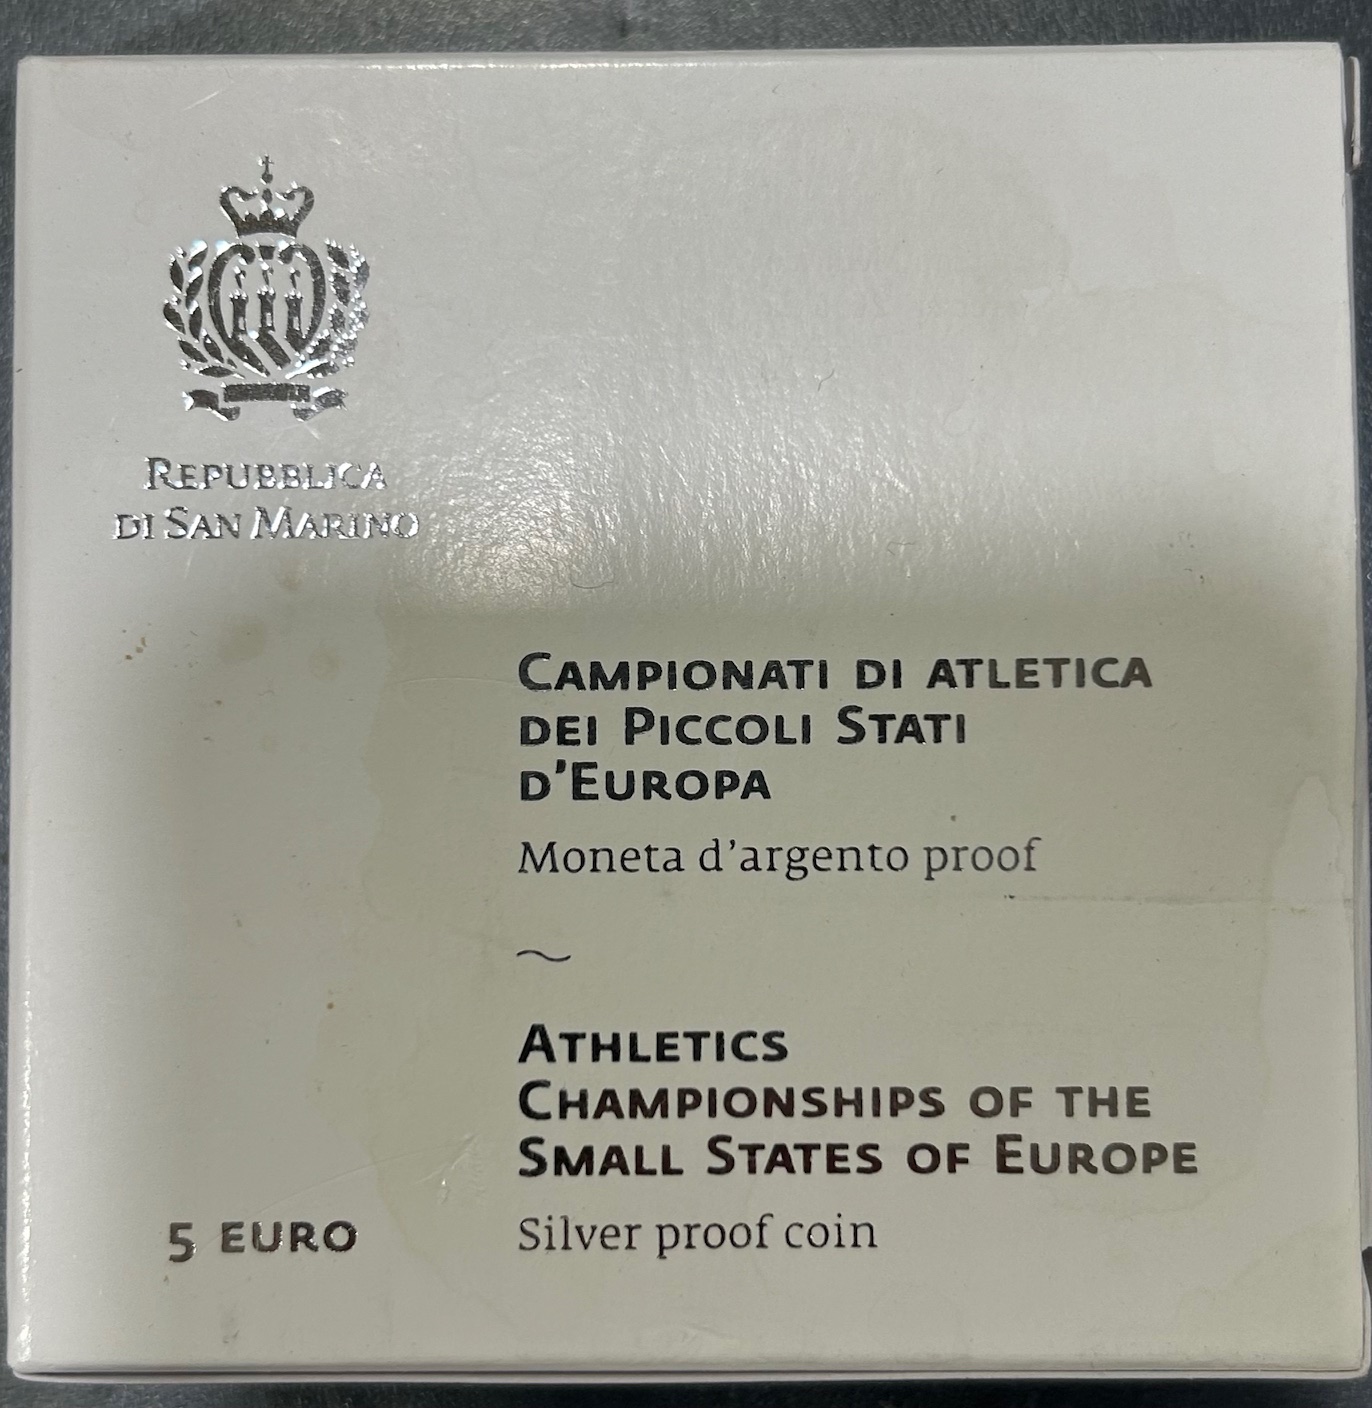 Repubblica
di San Marino
Campionati di atletica
dei Piccoli Stati
d'Europa
Moneta d'argento proof
~
Athletics
Championships of the
Small States of Europe
5 euro
Silver proof coin